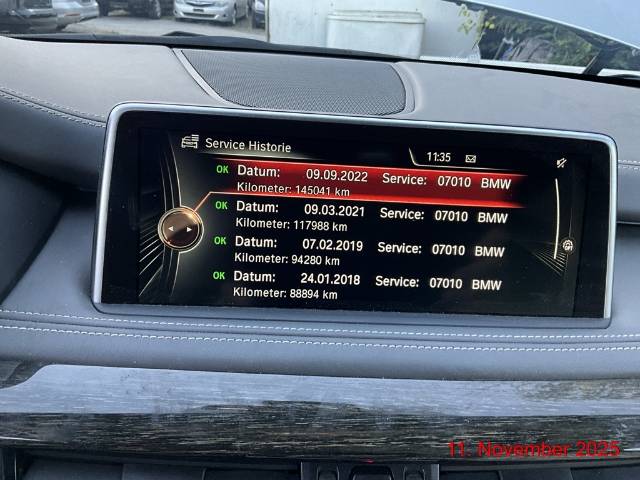 Service Historie 11:35
OK Datum: 09.09.2022 Service: 07010 BMW
Kilometer: 145041 km
OK Datum: 09.03.2021 Service: 07010 BMW
Kilometer: 117988 km
OK Datum: 07.02.2019 Service: 07010 BMW
Kilometer: 94280 km
OK Datum: 24.01.2018 Service: 07010 BMW
Kilometer: 88894 km
11. November 2025